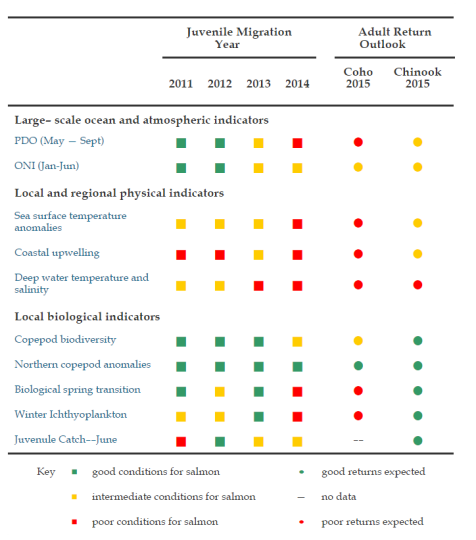 Juvenile Migration
Year
Adult Return
Outlook
2011 2012 2013 2014
Coho
2015
Chinook
2015
Large– scale ocean and atmospheric indicators
PDO (May — Sept)
ONI (Jan-Jun)
Local and regional physical indicators
Sea surface temperature
anomalies
Coastal upwelling
Deep water temperature and
salinity
Local biological indicators
Copepod biodiversity
Northern copepod anomalies
Biological spring transition
Winter Ichthyoplankton
Juvenule Catch--June --
Key
good conditions for salmon
good returns expected
intermediate conditions for salmon
— no data
poor conditions for salmon
poor returns expected